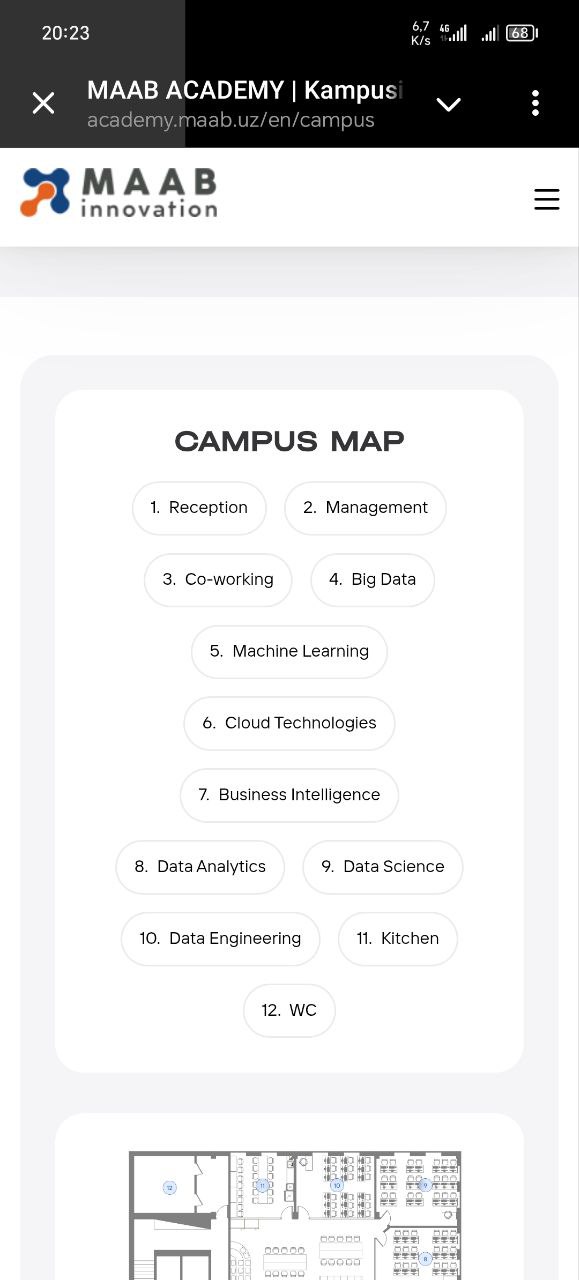 20:23
6,7
K/s
4G
68
MAAB ACADEMY | Kampusi
academy.maab.uz/en/campus
MAAB
innovation
CAMPUS MAP
1. Reception
2. Management
3. Co-working
4. Big Data
5. Machine Learning
6. Cloud Technologies
7. Business Intelligence
8. Data Analytics
9. Data Science
10. Data Engineering
11. Kitchen
12. WC
12
11
10
9
8